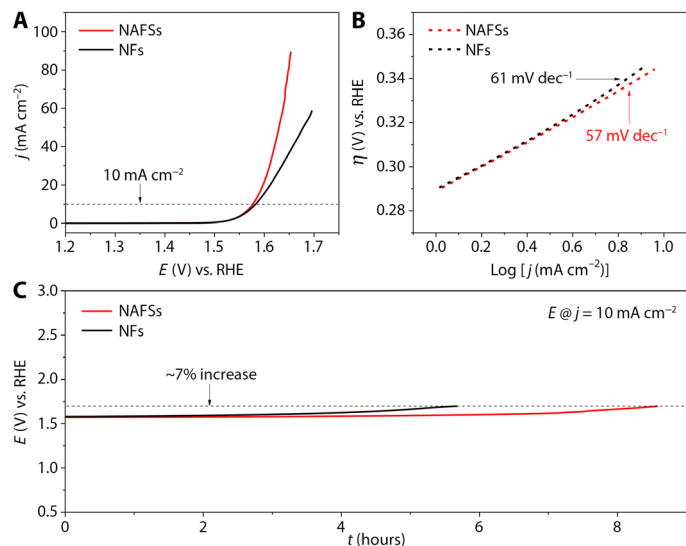 A
NAFSs
NFs
10 mA cm⁻²
j (mA cm⁻²)
100
80
60
40
20
0
1.2 1.3 1.4 1.5 1.6 1.7
E (V) vs. RHE
B
NAFSs
NFs
61 mV dec⁻¹
57 mV dec⁻¹
η (V) vs. RHE
0.36
0.34
0.32
0.30
0.28
0.0 0.2 0.4 0.6 0.8 1.0
Log [j (mA cm⁻²)]
C
NAFSs
NFs
E @ j = 10 mA cm⁻²
~7% increase
E (V) vs. RHE
3.0
2.5
2.0
1.5
1.0
0.5
0 2 4 6 8
t (hours)